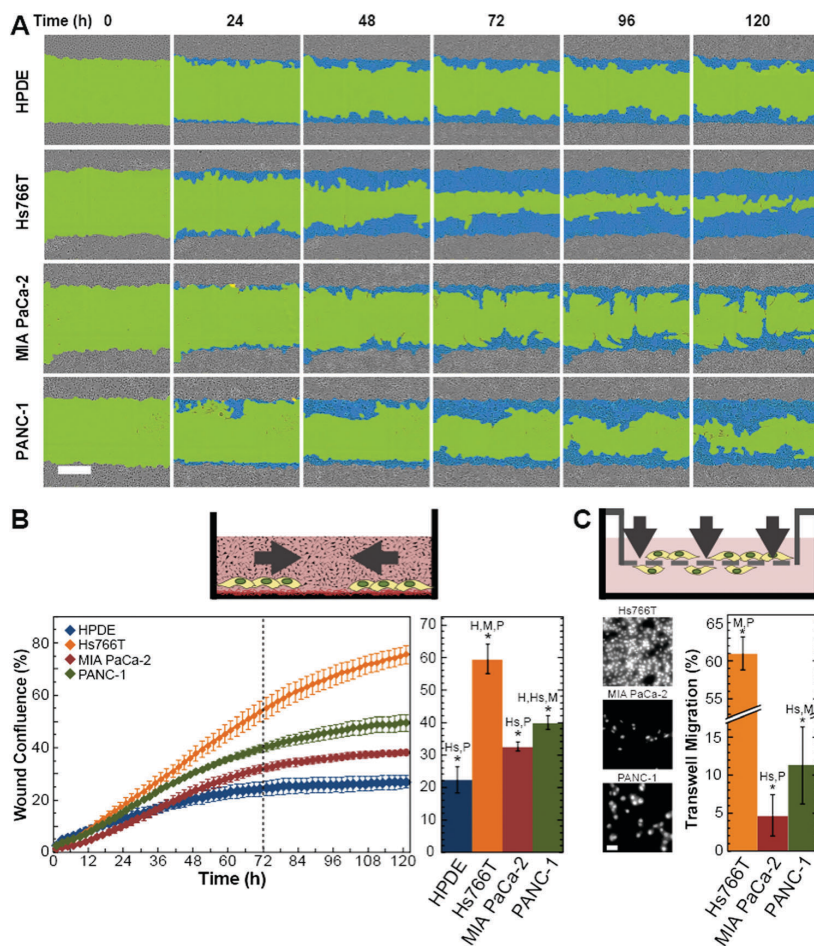 Time (h) 0 24 48 72 96 120
A
HPDE
Hs766T
MIA PaCa-2
PANC-1
B
HPDE
Hs766T
MIA PaCa-2
PANC-1
Wound Confluence (%)
80
60
40
20
0
0 12 24 36 48 60 72 84 96 108 120
Time (h)
70
60
50
40
30
20
10
0
Hs,P
*
H,M,P
*
Hs,P
*
H,Hs,M
*
HPDE
Hs766T
MIA PaCa-2
PANC-1
C
Hs766T
MIA PaCa-2
PANC-1
Transwell Migration (%)
65
60
55
15
10
5
0
M,P
*
Hs,P
*
Hs,M
*
Hs766T
MIA PaCa-2
PANC-1